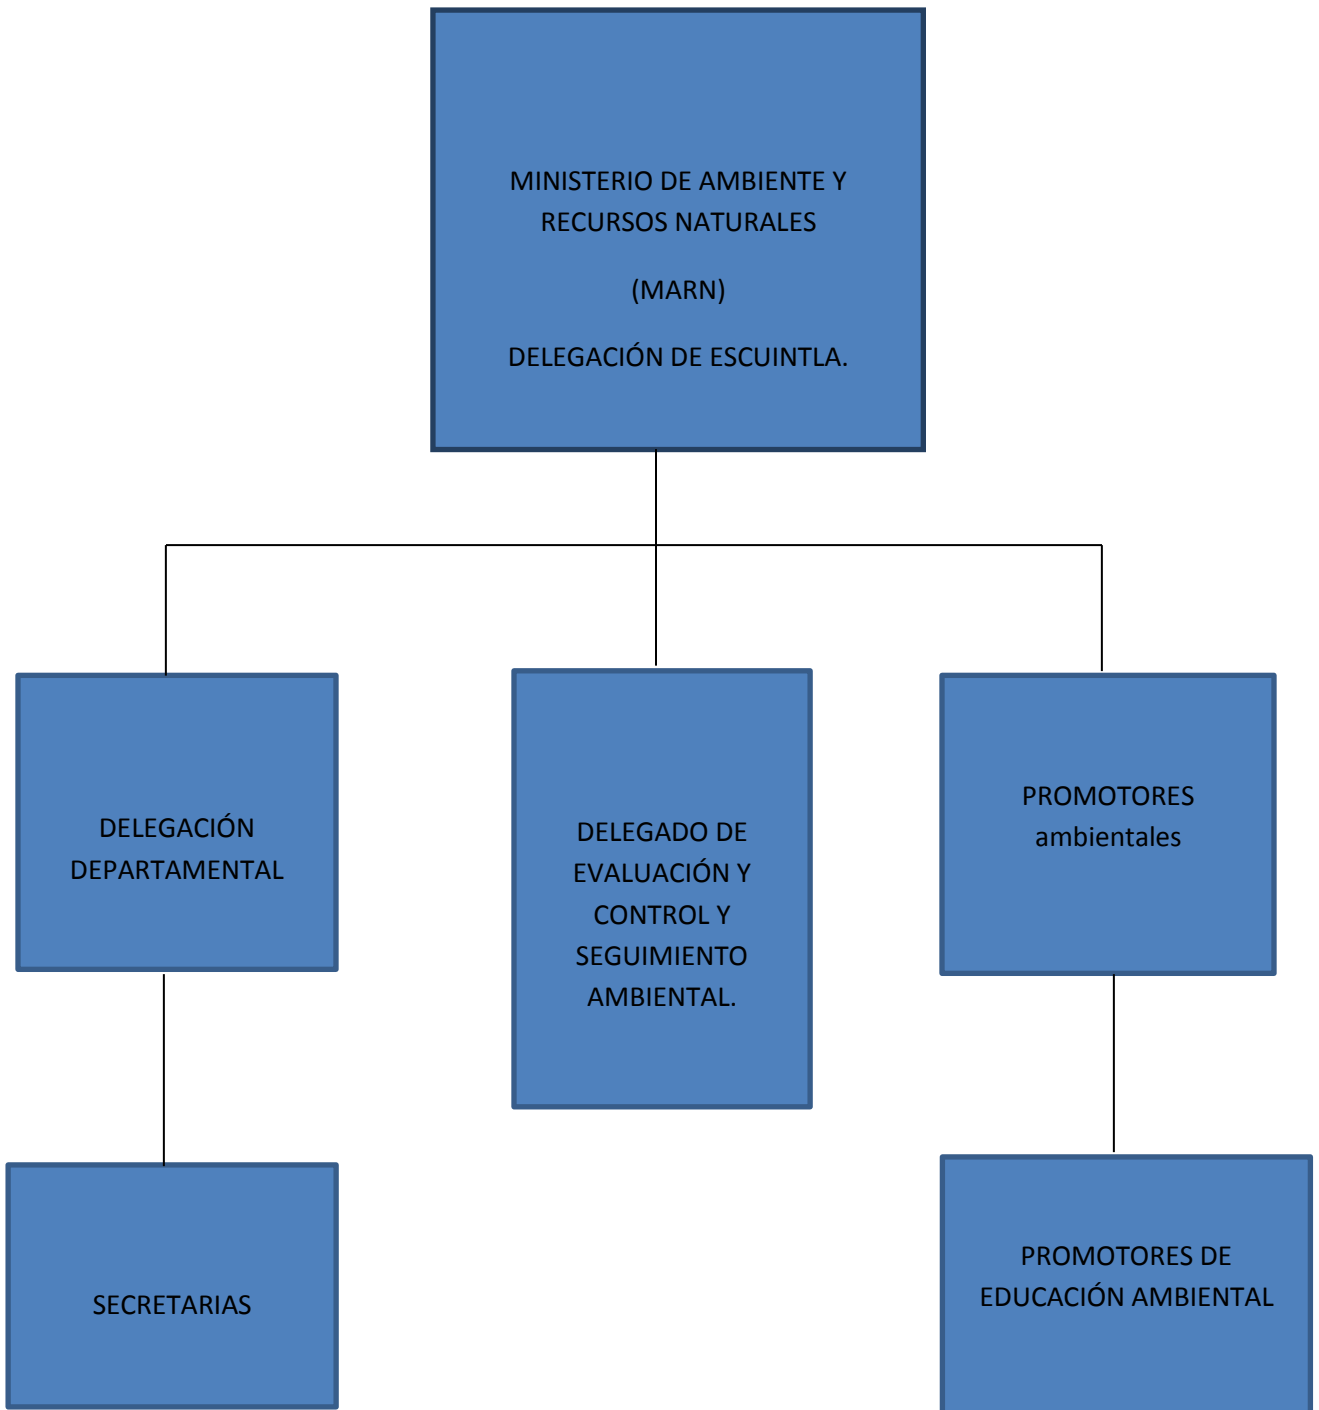 MINISTERIO DE AMBIENTE Y
RECURSOS NATURALES
(MARN)
DELEGACIÓN DE ESCUINTLA.
DELEGACIÓN
DEPARTAMENTAL
DELEGADO DE
EVALUACIÓN Y
CONTROL Y
SEGUIMIENTO
AMBIENTAL.
PROMOTORES
ambientales
SECRETARIAS
PROMOTORES DE
EDUCACIÓN AMBIENTAL